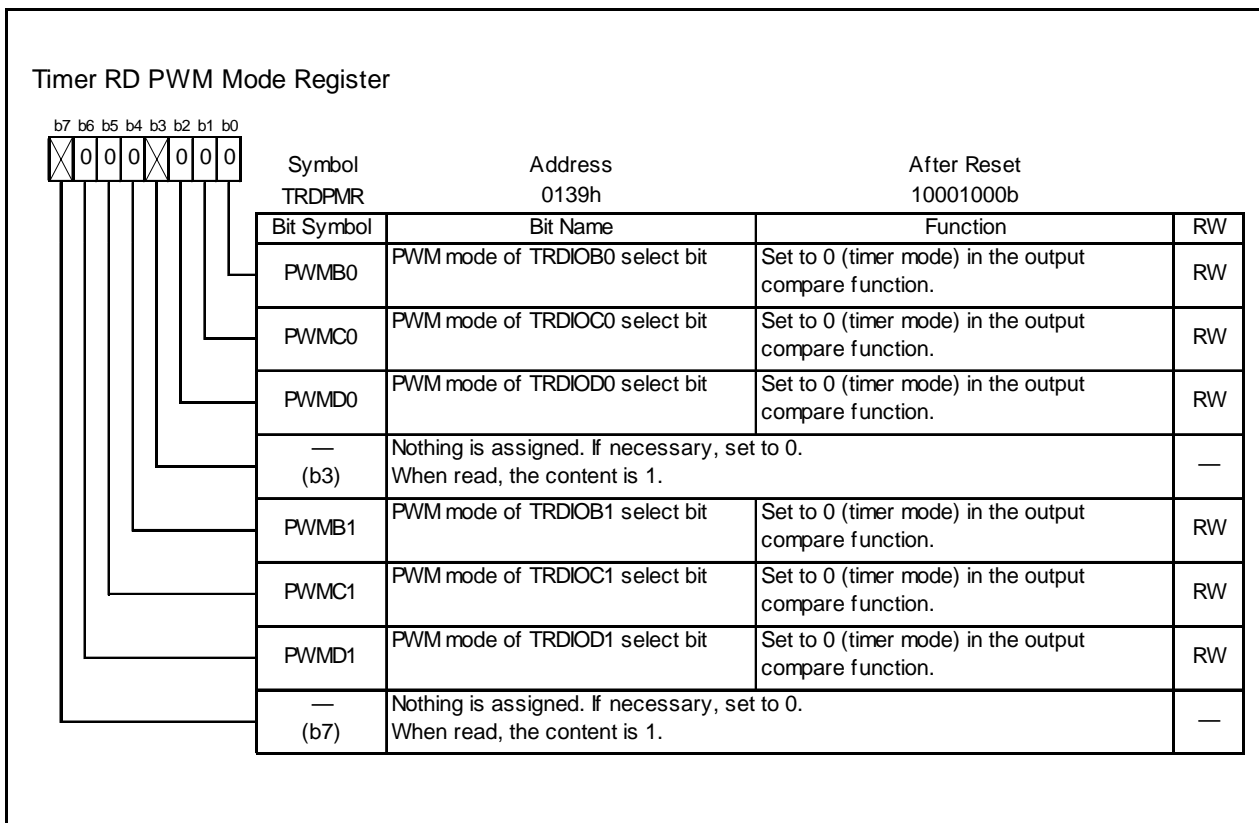 Timer RD PWM Mode Register
b7 b6 b5 b4 b3 b2 b1 b0
0 0 0 0 0 0
Symbol Address After Reset
TRDPMR 0139h 10001000b
Bit Symbol Bit Name Function RW
PWMB0 PWM mode of TRDIOB0 select bit Set to 0 (timer mode) in the output
compare function. RW
PWMC0 PWM mode of TRDIOC0 select bit Set to 0 (timer mode) in the output
compare function. RW
PWMD0 PWM mode of TRDIOD0 select bit Set to 0 (timer mode) in the output
compare function. RW
— Nothing is assigned. If necessary, set to 0.
(b3) When read, the content is 1. —
PWMB1 PWM mode of TRDIOB1 select bit Set to 0 (timer mode) in the output
compare function. RW
PWMC1 PWM mode of TRDIOC1 select bit Set to 0 (timer mode) in the output
compare function. RW
PWMD1 PWM mode of TRDIOD1 select bit Set to 0 (timer mode) in the output
compare function. RW
— Nothing is assigned. If necessary, set to 0.
(b7) When read, the content is 1. —